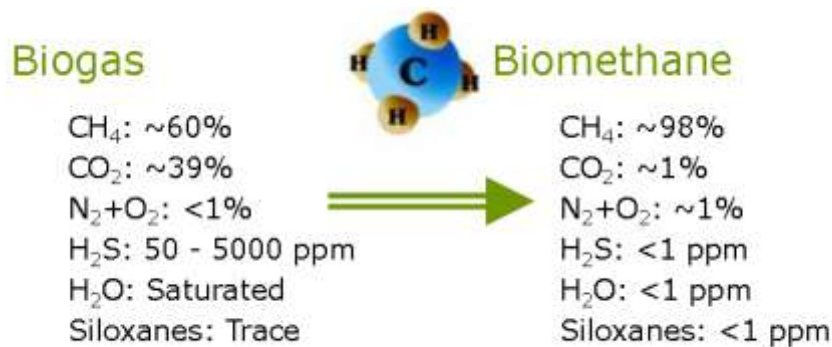 Biogas
CH₄: ~60%
CO₂: ~39%
N₂+O₂: <1%
H₂S: 50 - 5000 ppm
H₂O: Saturated
Siloxanes: Trace
H
H
C
H
H
Biomethane
CH₄: ~98%
CO₂: ~1%
N₂+O₂: ~1%
H₂S: <1 ppm
H₂O: <1 ppm
Siloxanes: <1 ppm